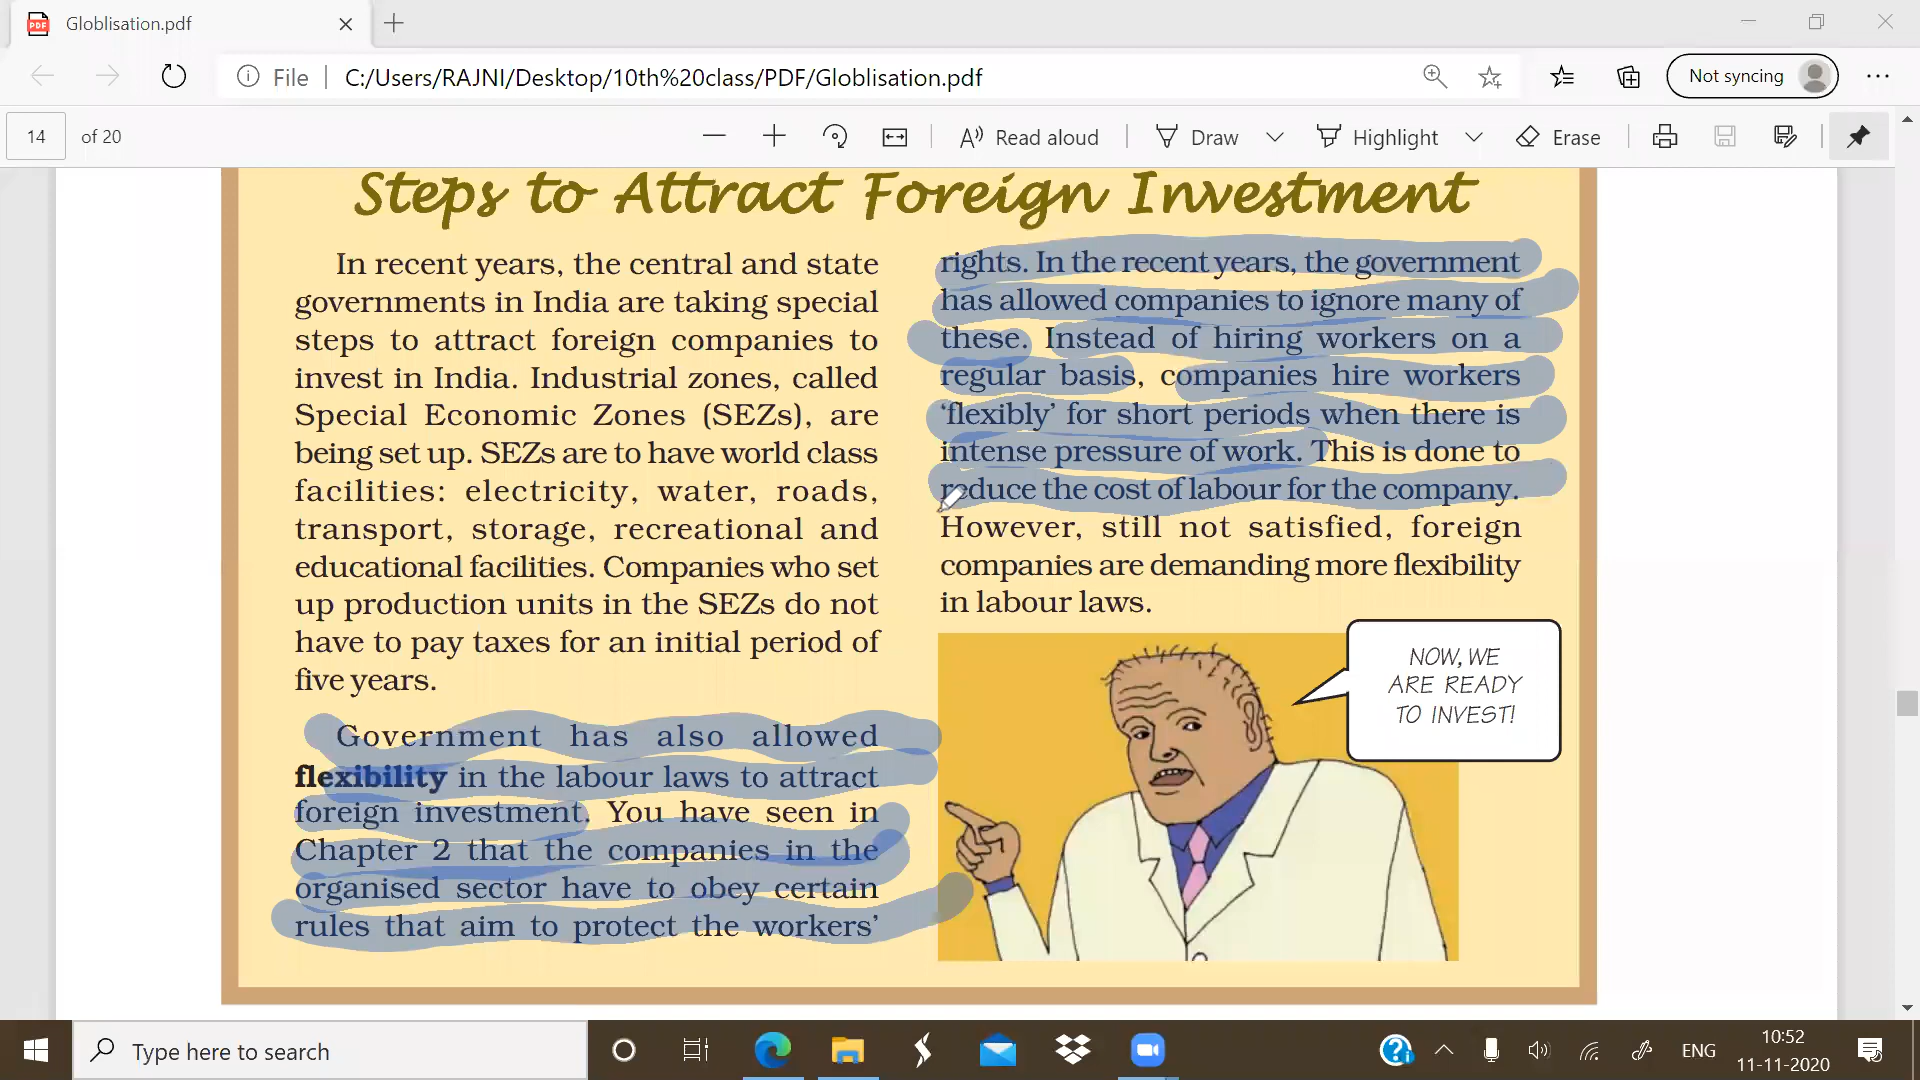 Globlisation.pdf
File
C:/Users/RAJNI/Desktop/10th%20class/PDF/Globlisation.pdf
Not syncing
14 of 20
Read aloud
Draw
Highlight
Erase
Steps to Attract Foreign Investment
In recent years, the central and state
governments in India are taking special
steps to attract foreign companies to
invest in India. Industrial zones, called
Special Economic Zones (SEZs), are
being set up. SEZs are to have world class
facilities: electricity, water, roads,
transport, storage, recreational and
educational facilities. Companies who set
up production units in the SEZs do not
have to pay taxes for an initial period of
five years.
Government has also allowed
flexibility in the labour laws to attract
foreign investment. You have seen in
Chapter 2 that the companies in the
organised sector have to obey certain
rules that aim to protect the workers’
rights. In the recent years, the government
has allowed companies to ignore many of
these. Instead of hiring workers on a
regular basis, companies hire workers
‘flexibly’ for short periods when there is
intense pressure of work. This is done to
reduce the cost of labour for the company.
However, still not satisfied, foreign
companies are demanding more flexibility
in labour laws.
NOW, WE
ARE READY
TO INVEST!
Type here to search
ENG
10:52
11-11-2020